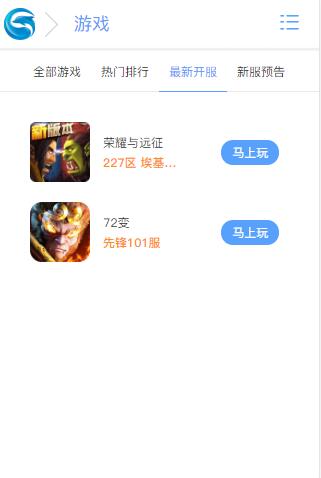 游戏
全部游戏 热门排行 最新开服 新服预告
新版本
荣耀与远征
227区 埃基...
马上玩
72变
先锋101服
马上玩